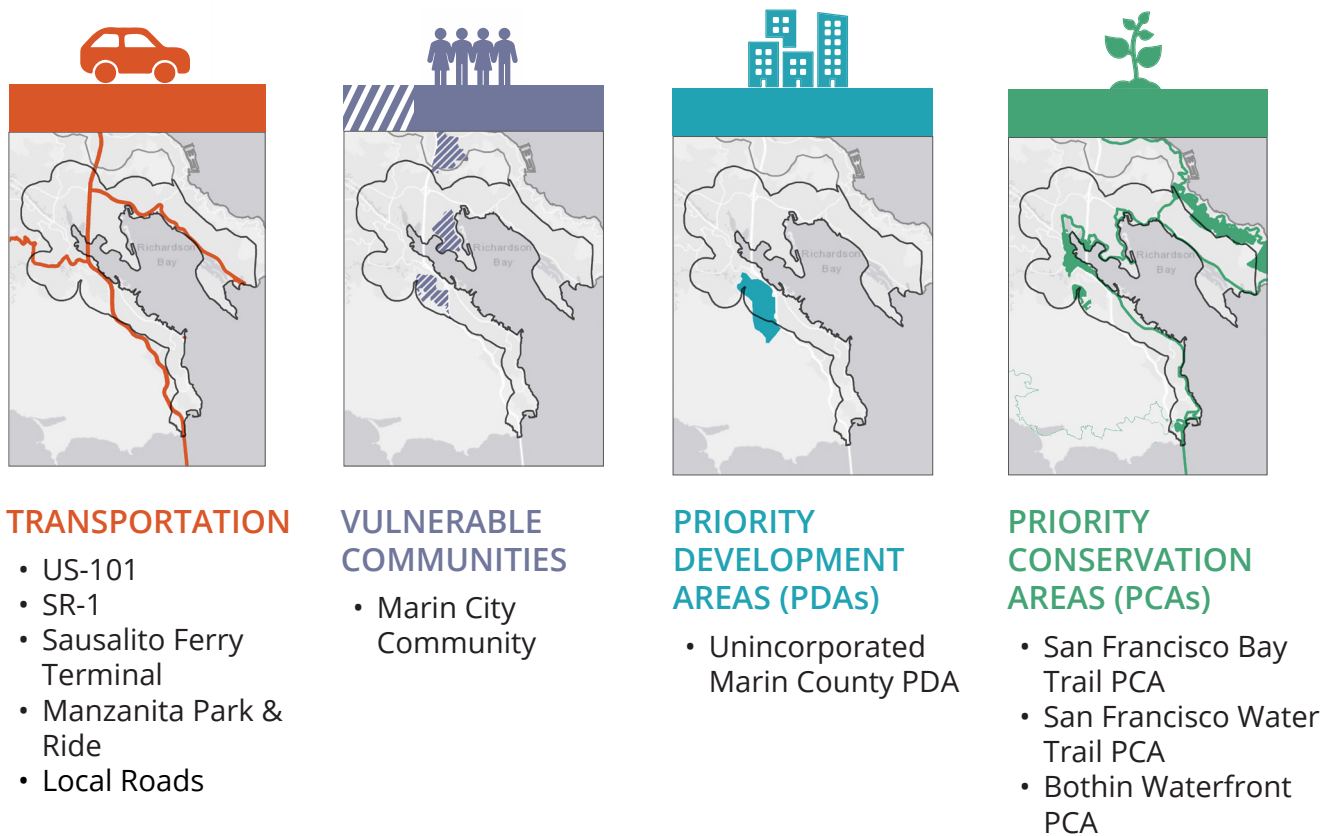 Richardson
Bay
Richardson
Bay
Richardson
Bay
Richardson
Bay
TRANSPORTATION
• US-101
• SR-1
• Sausalito Ferry
Terminal
• Manzanita Park &
Ride
• Local Roads
VULNERABLE
COMMUNITIES
• Marin City
Community
PRIORITY
DEVELOPMENT
AREAS (PDAs)
• Unincorporated
Marin County PDA
PRIORITY
CONSERVATION
AREAS (PCAs)
• San Francisco Bay
Trail PCA
• San Francisco Water
Trail PCA
• Bothin Waterfront
PCA